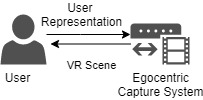 User
Representation
VR Scene
User
Egocentric
Capture System